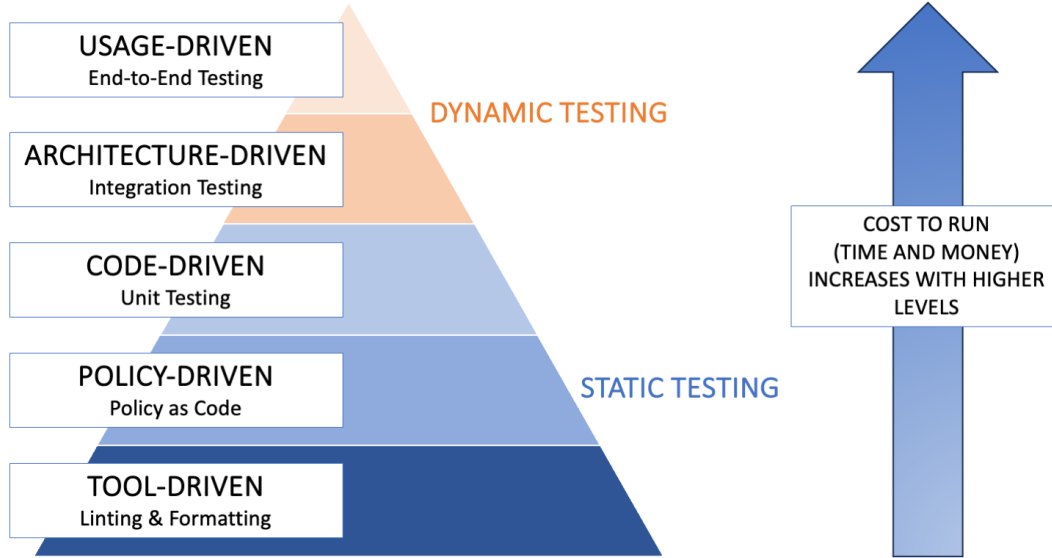 USAGE-DRIVEN
End-to-End Testing
DYNAMIC TESTING
ARCHITECTURE-DRIVEN
Integration Testing
CODE-DRIVEN
Unit Testing
COST TO RUN
(TIME AND MONEY)
INCREASES WITH HIGHER
LEVELS
POLICY-DRIVEN
Policy as Code
STATIC TESTING
TOOL-DRIVEN
Linting & Formatting